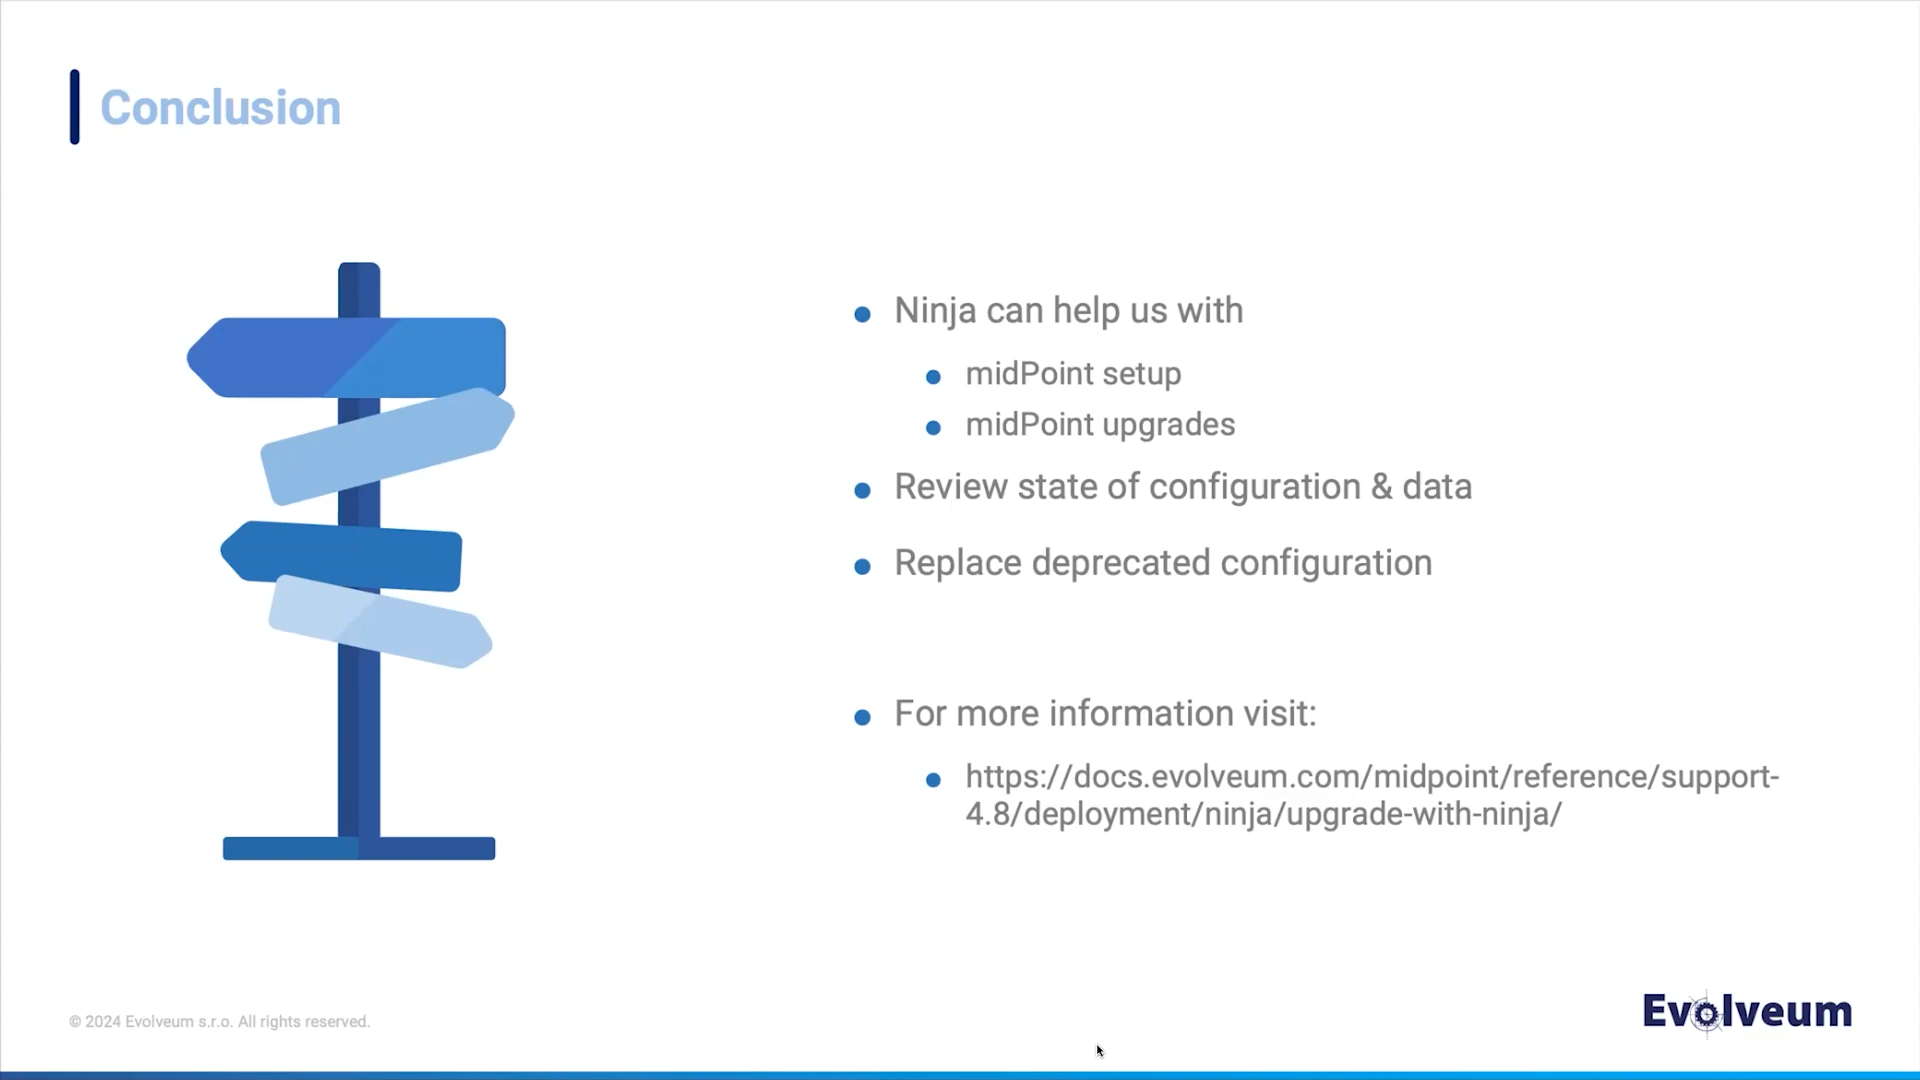 Conclusion
Ninja can help us with
midPoint setup
midPoint upgrades
Review state of configuration & data
Replace deprecated configuration
For more information visit:
https://docs.evolveum.com/midpoint/reference/support-
4.8/deployment/ninja/upgrade-with-ninja/
© 2024 Evolveum s.r.o. All rights reserved.
Evolveum